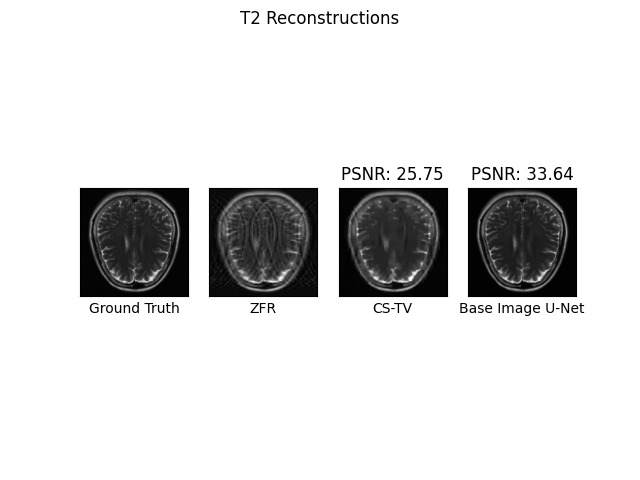 T2 Reconstructions
PSNR: 25.75
PSNR: 33.64
Ground Truth
ZFR
CS-TV
Base Image U-Net